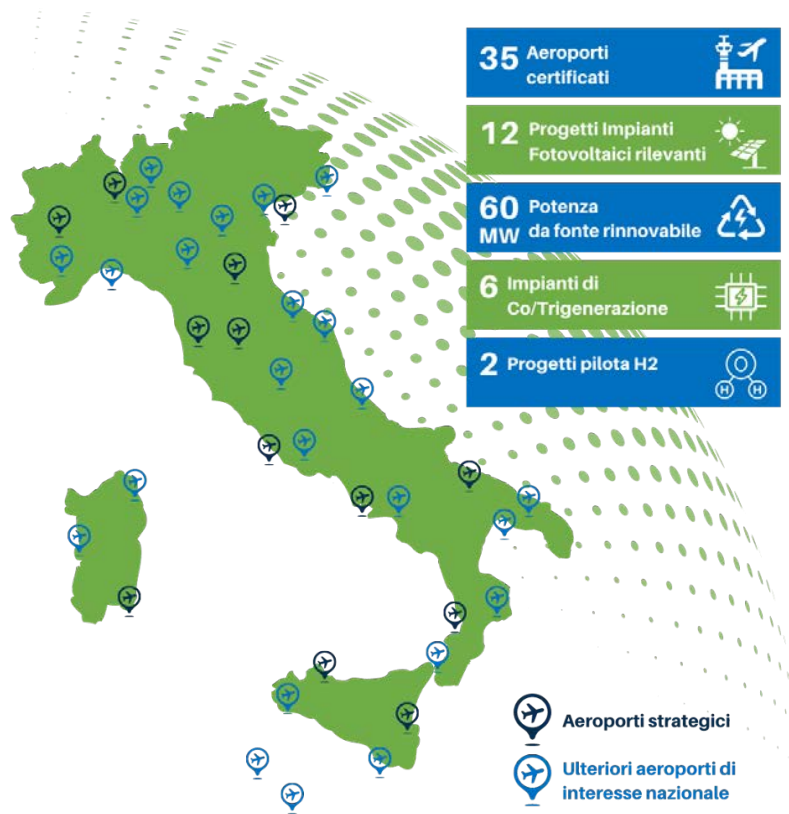 35 Aeroporti
certificati
12 Progetti Impianti
Fotovoltaici rilevanti
60 Potenza
MW da fonte rinnovabile
6 Impianti di
Co/Trigenerazione
2 Progetti pilota H2
H H
Aeroporti strategici
Ulteriori aeroporti di
interesse nazionale